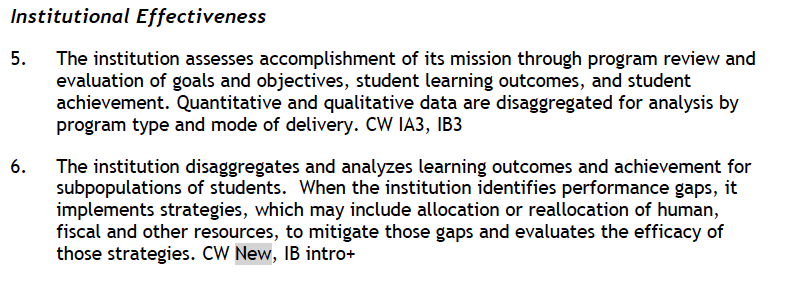 Institutional Effectiveness
5. The institution assesses accomplishment of its mission through program review and
evaluation of goals and objectives, student learning outcomes, and student
achievement. Quantitative and qualitative data are disaggregated for analysis by
program type and mode of delivery. CW IA3, IB3
6. The institution disaggregates and analyzes learning outcomes and achievement for
subpopulations of students.  When the institution identifies performance gaps, it
implements strategies, which may include allocation or reallocation of human,
fiscal and other resources, to mitigate those gaps and evaluates the efficacy of
those strategies. CW New, IB intro+